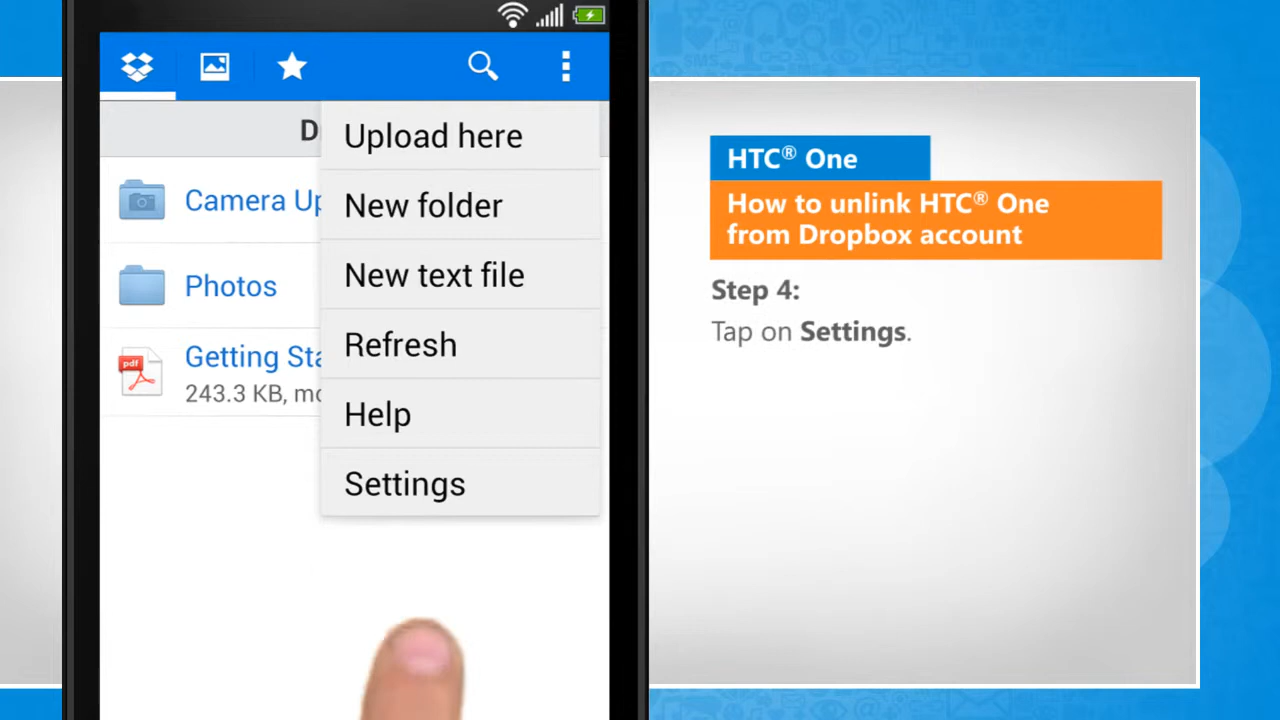 D
Upload here
Camera Up
New folder
Photos
New text file
Getting Sta
243.3 KB, mo
Refresh
Help
Settings
pdf
HTC® One
How to unlink HTC® One
from Dropbox account
Step 4:
Tap on Settings.